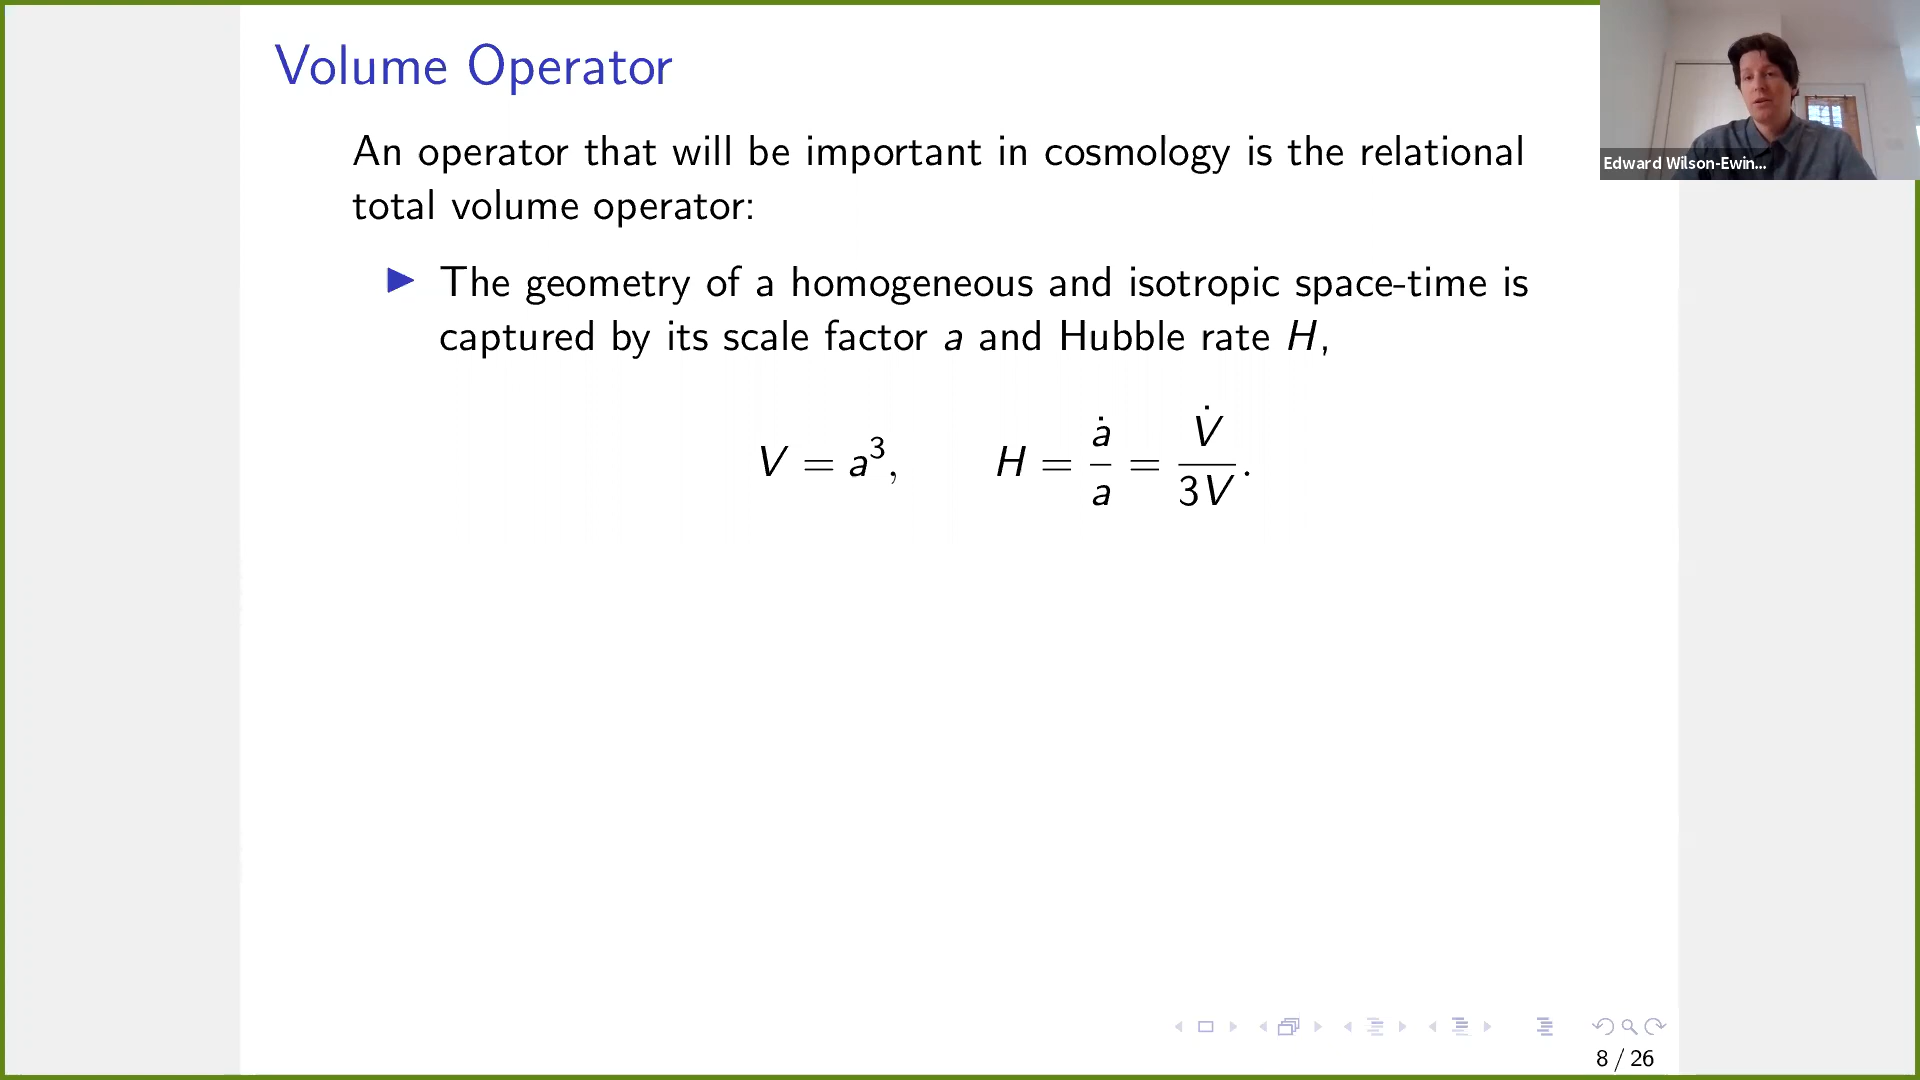 Volume Operator
An operator that will be important in cosmology is the relational
total volume operator:
▶ The geometry of a homogeneous and isotropic space-time is
captured by its scale factor a and Hubble rate H,
V = a³, H = ȧ/a = V̇/3V.
Edward Wilson-Ewin...
8 / 26